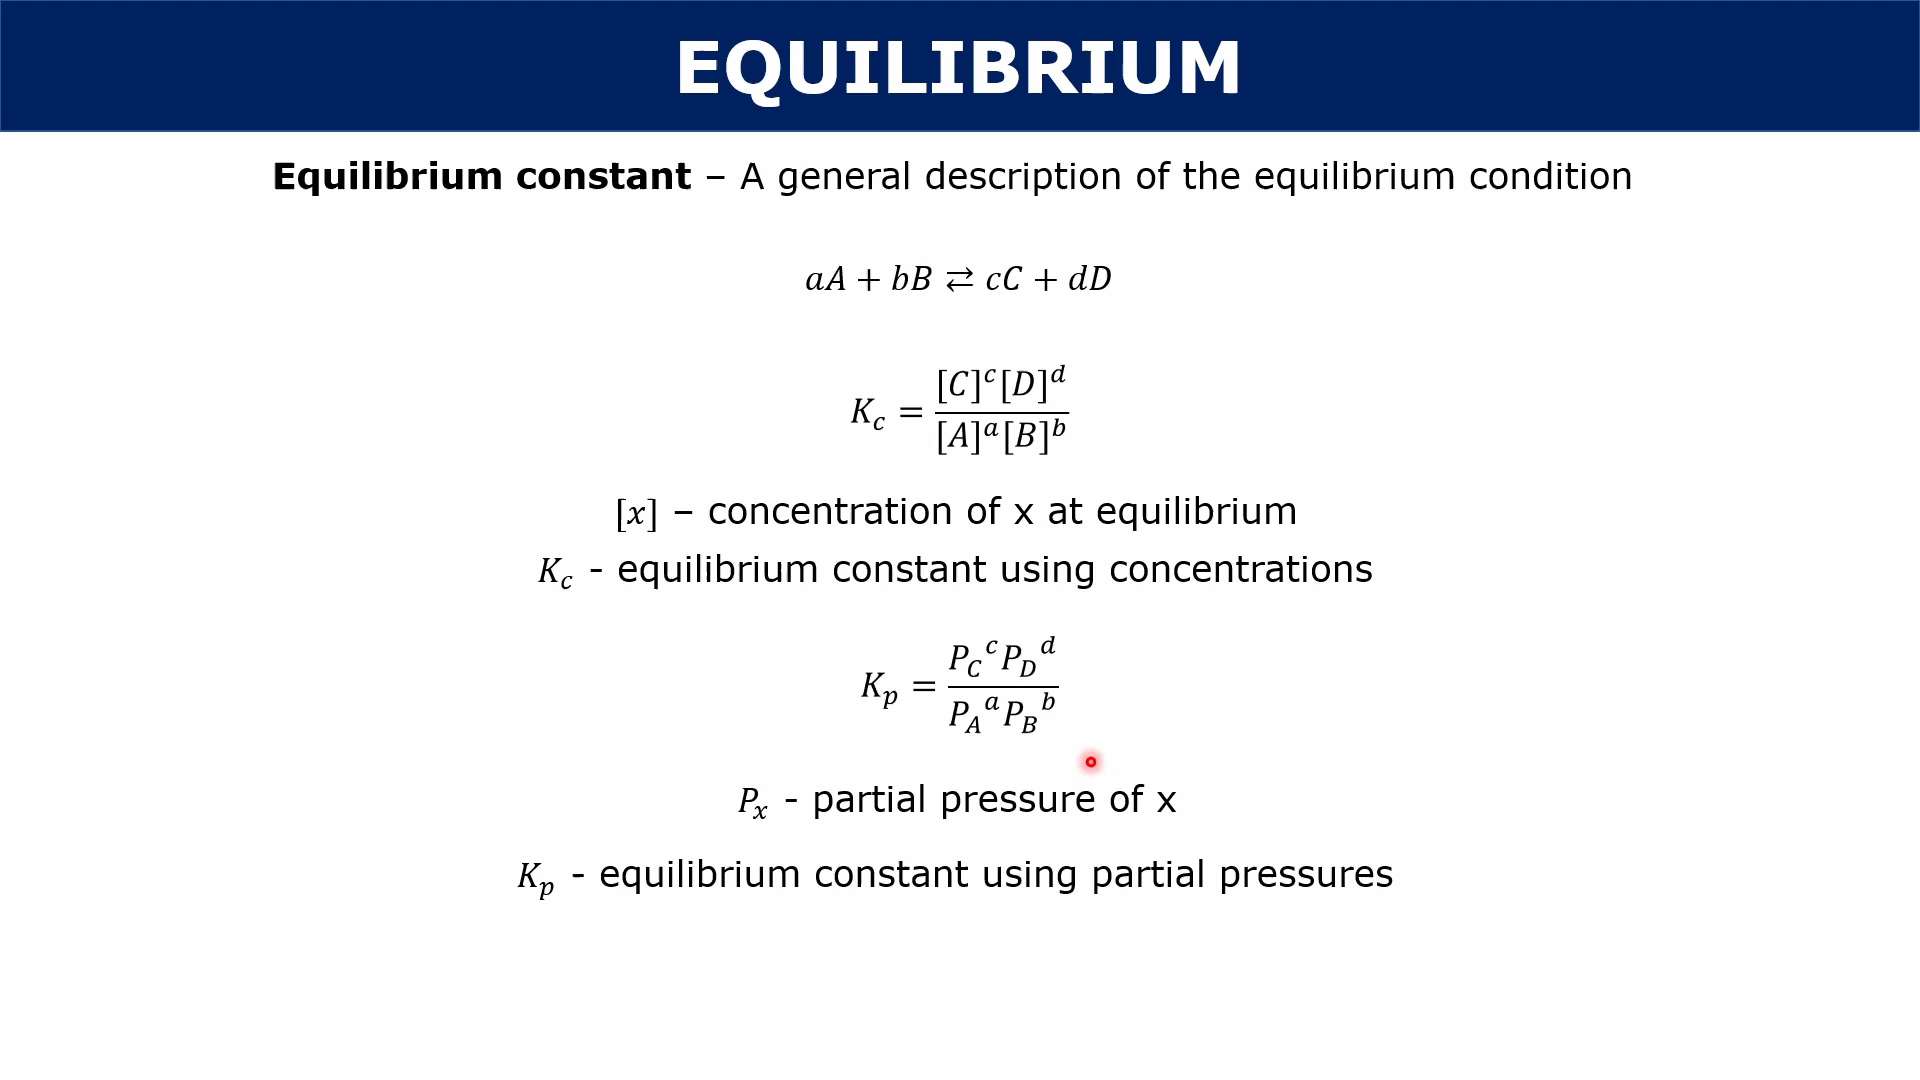 EQUILIBRIUM
Equilibrium constant – A general description of the equilibrium condition
aA + bB ⇄ cC + dD
K_c = [C]^c[D]^d / [A]^a[B]^b
[x] – concentration of x at equilibrium
K_c - equilibrium constant using concentrations
K_p = P_C^c P_D^d / P_A^a P_B^b
P_x - partial pressure of x
K_p - equilibrium constant using partial pressures